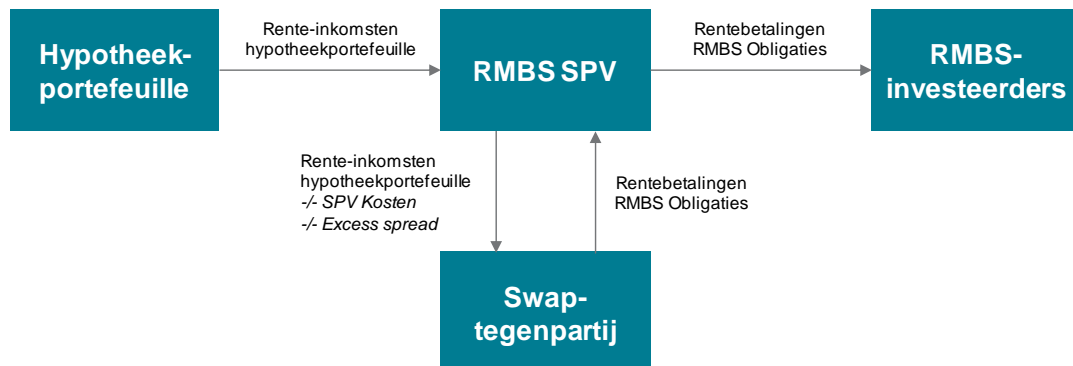 Hypotheek-
portefeuille
Rente-inkomsten
hypotheekportefeuille
RMBS SPV
Rentebetalingen
RMBS Obligaties
RMBS-
investeerders
Rente-inkomsten
hypotheekportefeuille
-/- SPV Kosten
-/- Excess spread
Rentebetalingen
RMBS Obligaties
Swap-
tegenpartij